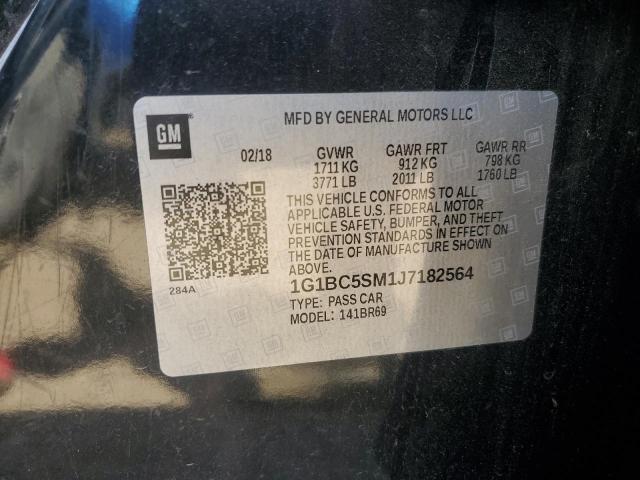 GM
MFD BY GENERAL MOTORS LLC
02/18 GVWR GAWR FRT GAWR RR
1711 KG 912 KG 798 KG
3771 LB 2011 LB 1760 LB
THIS VEHICLE CONFORMS TO ALL
APPLICABLE U.S. FEDERAL MOTOR
VEHICLE SAFETY, BUMPER, AND THEFT
PREVENTION STANDARDS IN EFFECT ON
THE DATE OF MANUFACTURE SHOWN
ABOVE.
284A
1G1BC5SM1J7182564
TYPE: PASS CAR
MODEL: 141BR69